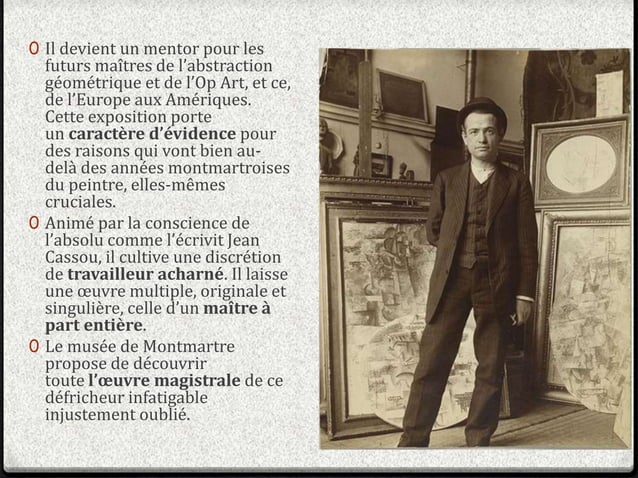 O Il devient un mentor pour les
futurs maîtres de l'abstraction
géométrique et de l'Op Art, et ce,
de l'Europe aux Amériques.
Cette exposition porte
un caractère d'évidence pour
des raisons qui vont bien au-
delà des années montmartroises
du peintre, elles-mêmes
cruciales.
O Animé par la conscience de
l'absolu comme l'écrivit Jean
Cassou, il cultive une discrétion
de travailleur acharné. Il laisse
une œuvre multiple, originale et
singulière, celle d'un maître à
part entière.
O Le musée de Montmartre
propose de découvrir
toute l'œuvre magistrale de ce
défricheur infatigable
injustement oublié.